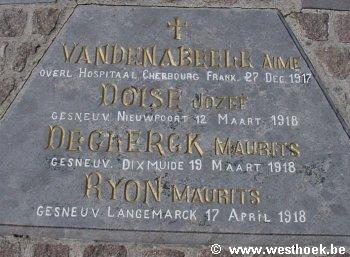 VANDENABEELE AIMÉ
OVERL HOSPITAAL CHERBOURG FRANK. 27 DEC. 1917
DOISE JOZEF
GESNEUV. NIEUWPOORT 12 MAART 1918
DECKERCK MAURITS
GESNEUV. DIXMUIDE 19 MAART 1918
RYON MAURITS
GESNEUV. LANGEMARCK 17 APRIL 1918
© www.westhoek.be